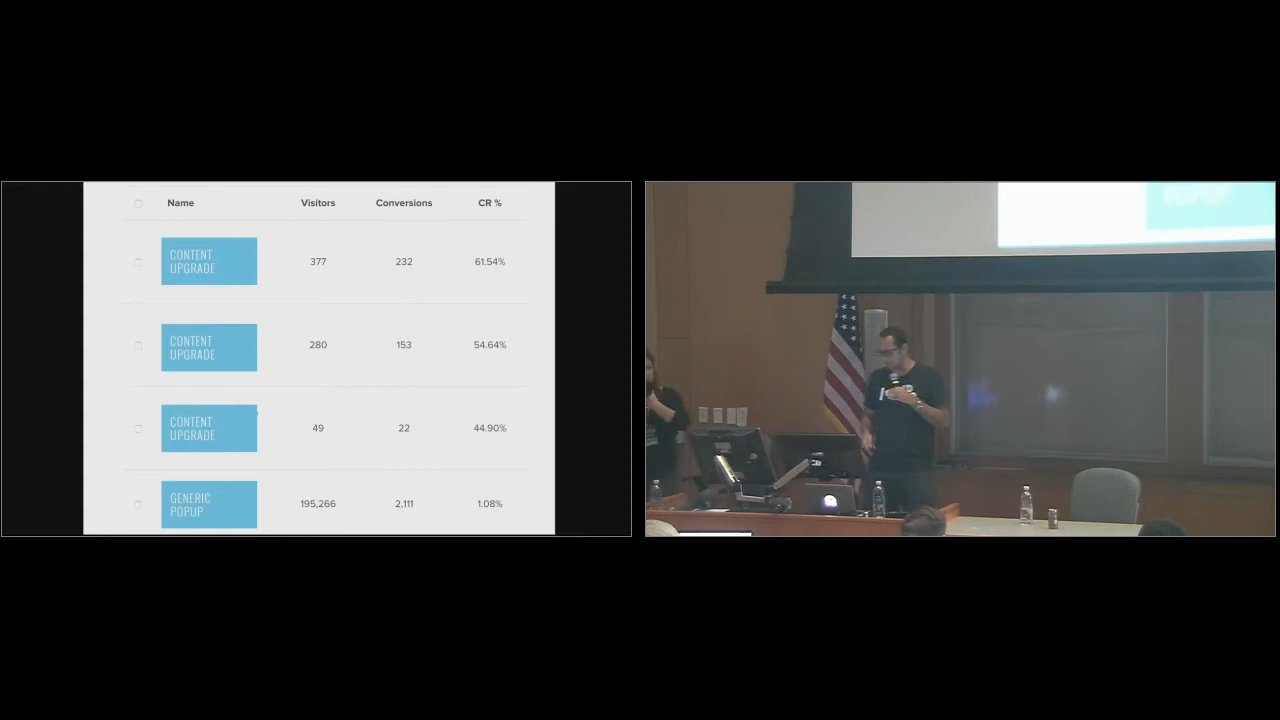 Name Visitors Conversions CR %
CONTENT
UPGRADE
377 232 61.54%
CONTENT
UPGRADE
280 153 54.64%
CONTENT
UPGRADE
49 22 44.90%
GENERIC
POPUP
195,266 2,111 1.08%
POPUP